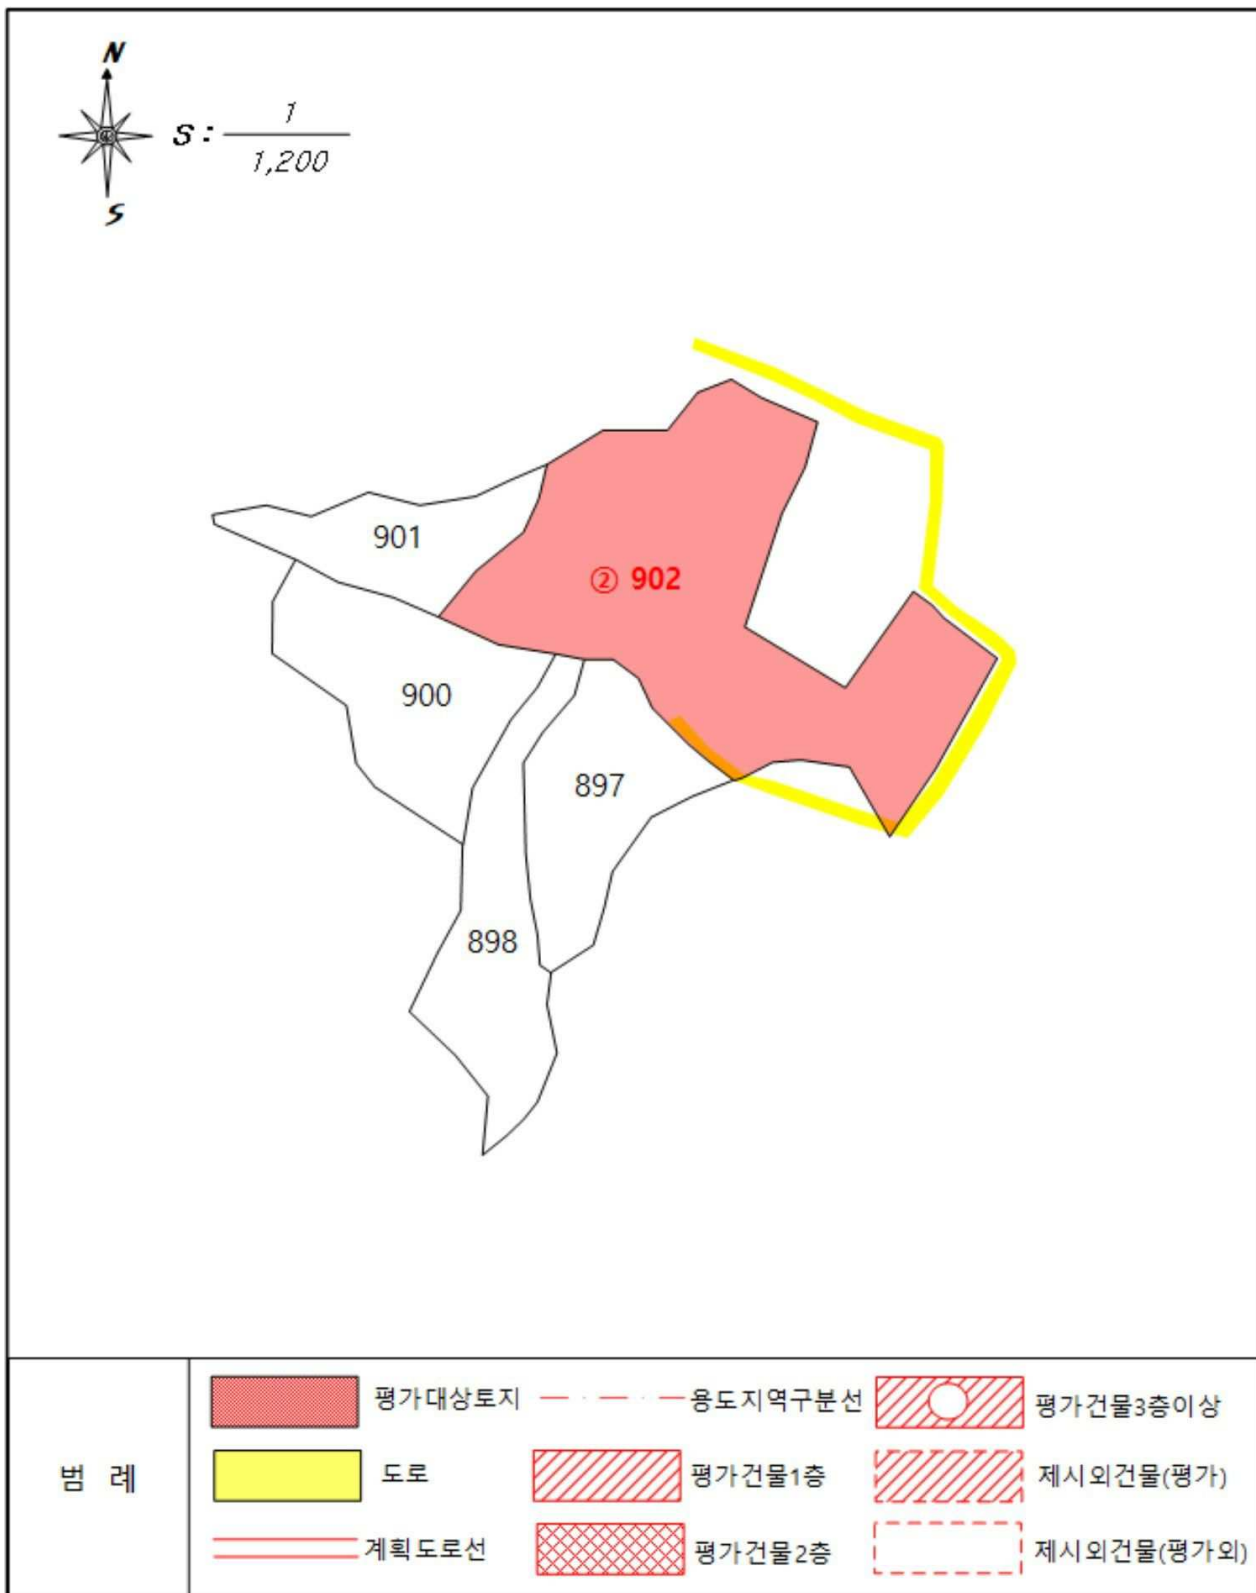 N
S: 1
1,200
S
901
② 902
900
897
898
범 례
평가대상토지
용도지역구분선
평가건물3층이상
도로
평가건물1층
제시외건물(평가)
계획도로선
평가건물2층
제시외건물(평가외)